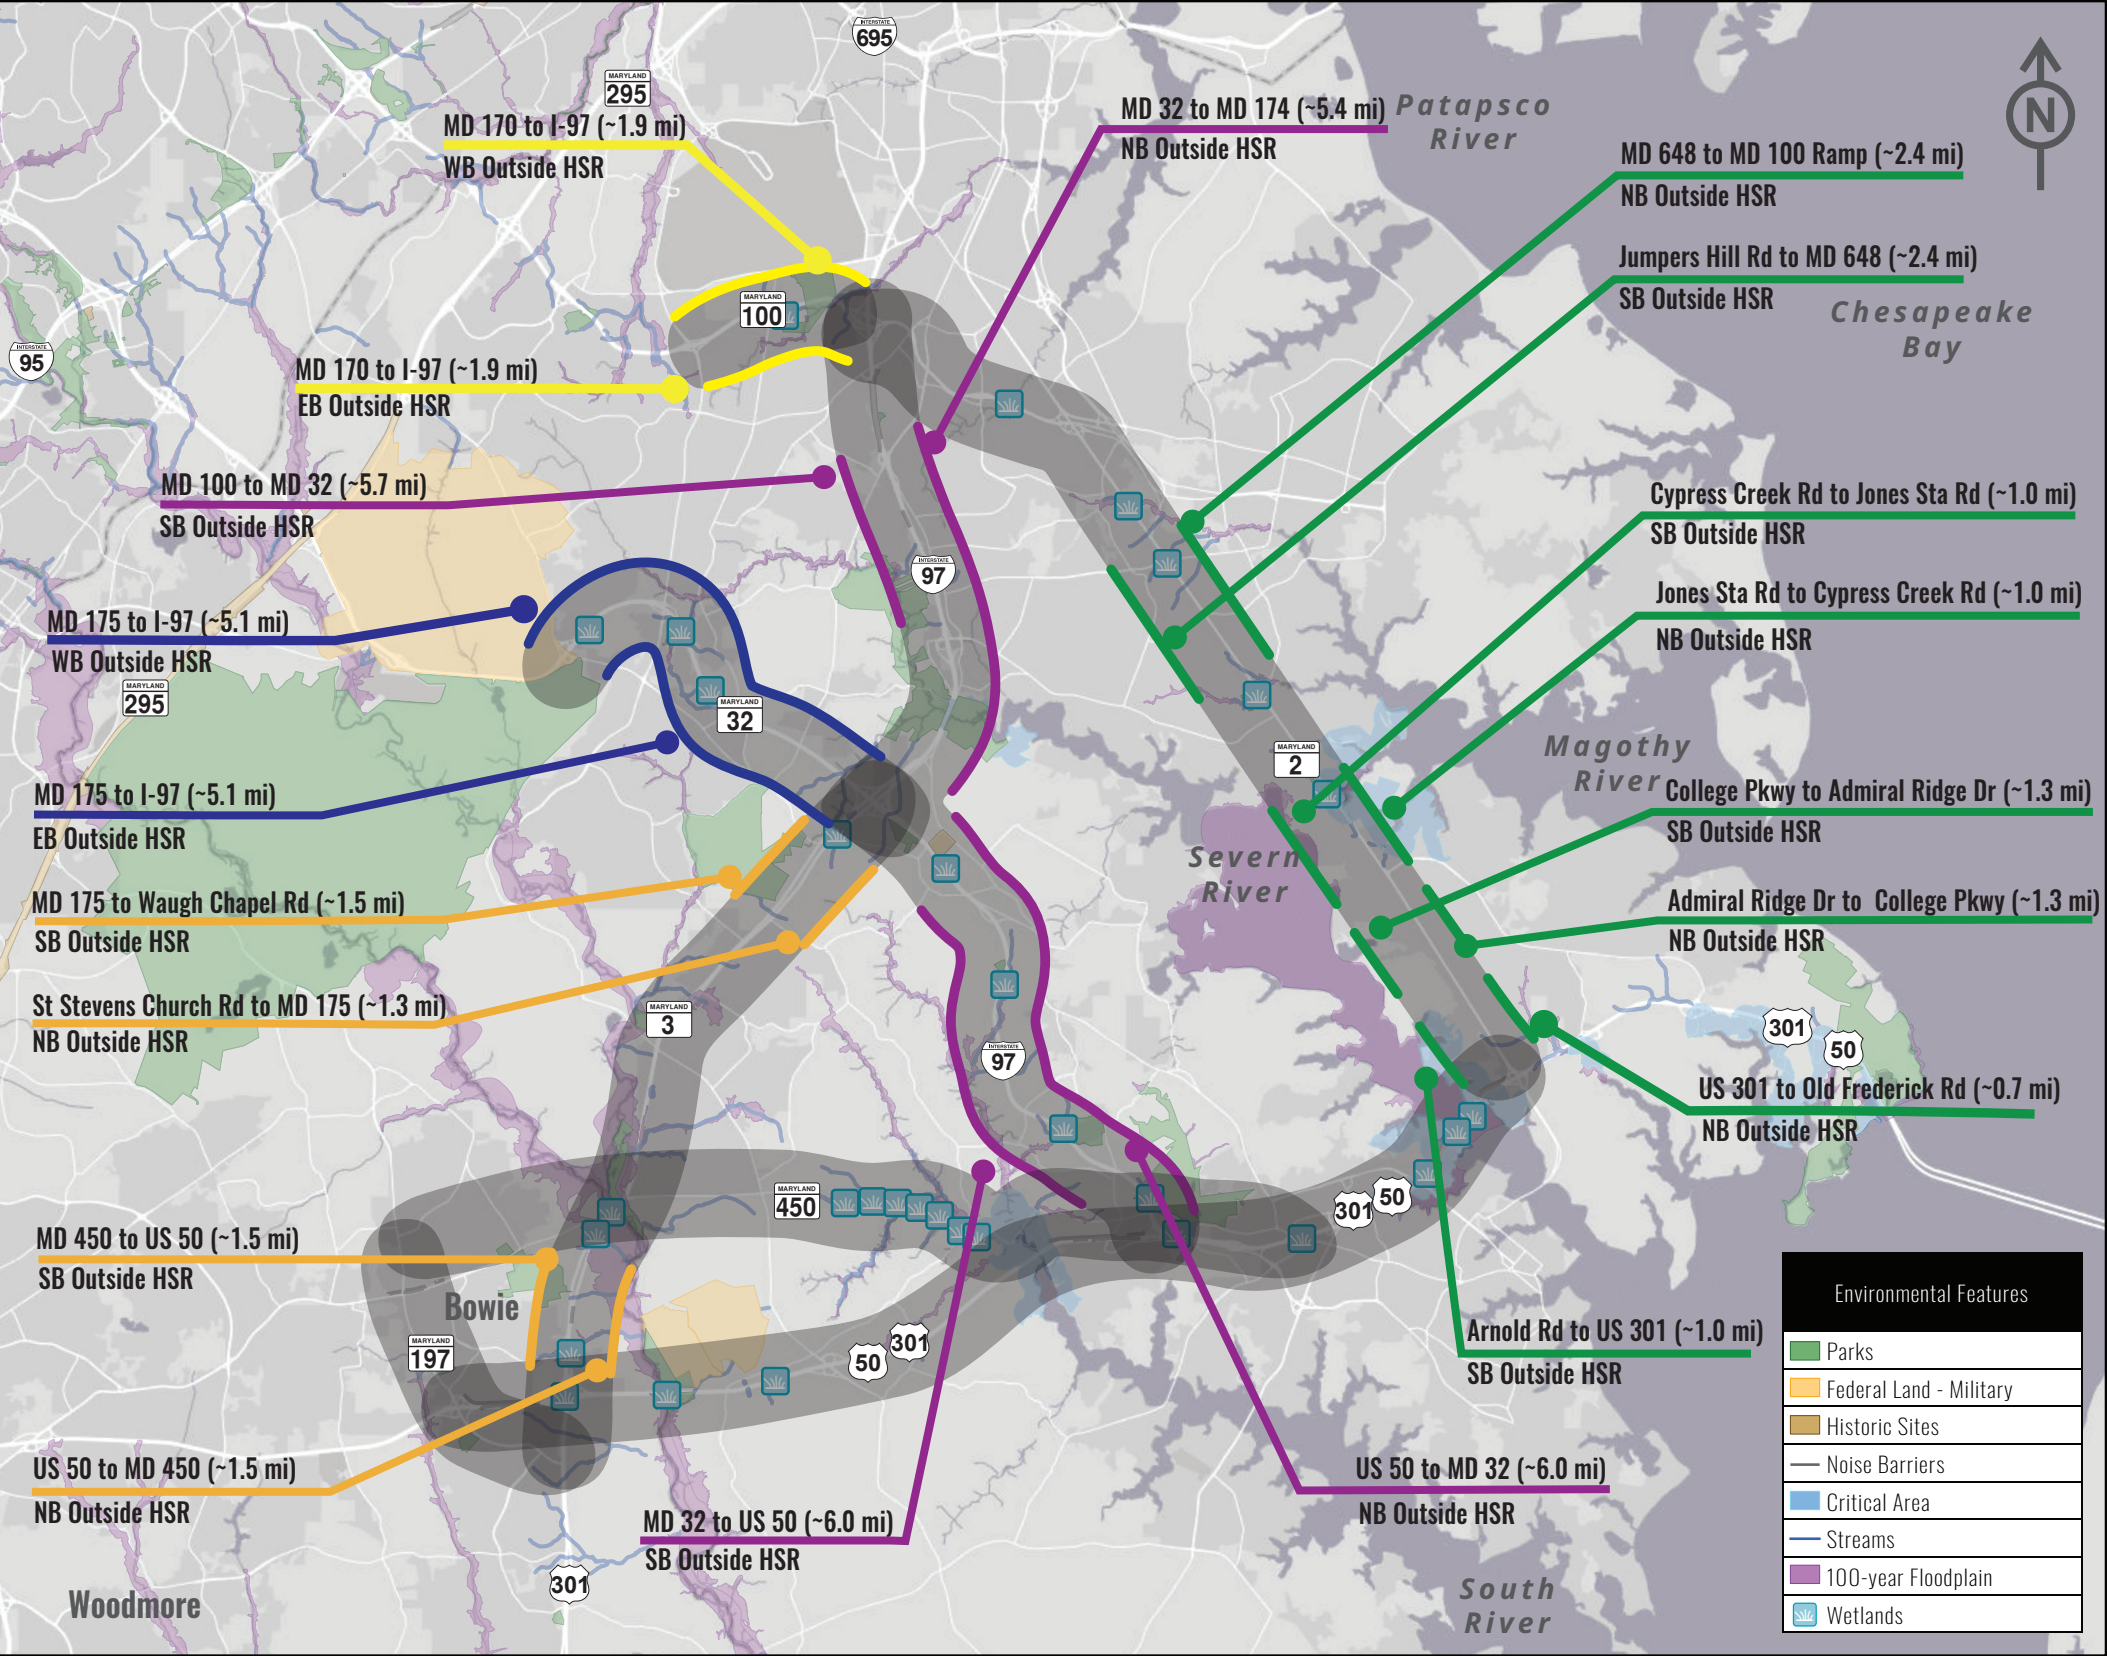 INTERSTATE
695
MARYLAND
295
MD 170 to I-97 (~1.9 mi)
WB Outside HSR
MD 32 to MD 174 (~5.4 mi)
NB Outside HSR
Patapsco
River
N
MD 648 to MD 100 Ramp (~2.4 mi)
NB Outside HSR
Jumpers Hill Rd to MD 648 (~2.4 mi)
SB Outside HSR
Chesapeake
Bay
MARYLAND
100
INTERSTATE
95
MD 170 to I-97 (~1.9 mi)
EB Outside HSR
MD 100 to MD 32 (~5.7 mi)
SB Outside HSR
Cypress Creek Rd to Jones Sta Rd (~1.0 mi)
SB Outside HSR
INTERSTATE
97
Jones Sta Rd to Cypress Creek Rd (~1.0 mi)
NB Outside HSR
MD 175 to I-97 (~5.1 mi)
WB Outside HSR
MARYLAND
295
MARYLAND
32
MARYLAND
2
Magothy
River
College Pkwy to Admiral Ridge Dr (~1.3 mi)
SB Outside HSR
MD 175 to I-97 (~5.1 mi)
EB Outside HSR
Severn
River
MD 175 to Waugh Chapel Rd (~1.5 mi)
SB Outside HSR
Admiral Ridge Dr to College Pkwy (~1.3 mi)
NB Outside HSR
St Stevens Church Rd to MD 175 (~1.3 mi)
NB Outside HSR
MARYLAND
3
INTERSTATE
97
301
50
US 301 to Old Frederick Rd (~0.7 mi)
NB Outside HSR
MARYLAND
450
301
50
MD 450 to US 50 (~1.5 mi)
SB Outside HSR
Bowie
MARYLAND
197
50
301
Arnold Rd to US 301 (~1.0 mi)
SB Outside HSR
US 50 to MD 450 (~1.5 mi)
NB Outside HSR
US 50 to MD 32 (~6.0 mi)
NB Outside HSR
MD 32 to US 50 (~6.0 mi)
SB Outside HSR
301
Woodmore
South
River
Environmental Features
Parks
Federal Land - Military
Historic Sites
Noise Barriers
Critical Area
Streams
100-year Floodplain
Wetlands